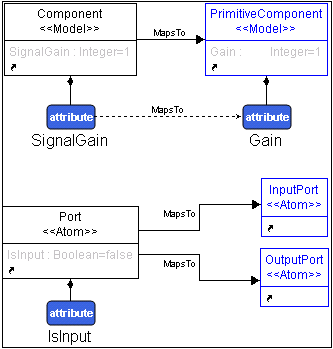 Component
<<Model>>
SignalGain : Integer=1
MapsTo
PrimitiveComponent
<<Model>>
Gain : Integer=1
attribute
MapsTo
attribute
SignalGain
Gain
Port
<<Atom>>
IsInput : Boolean=false
MapsTo
InputPort
<<Atom>>
MapsTo
OutputPort
<<Atom>>
attribute
IsInput